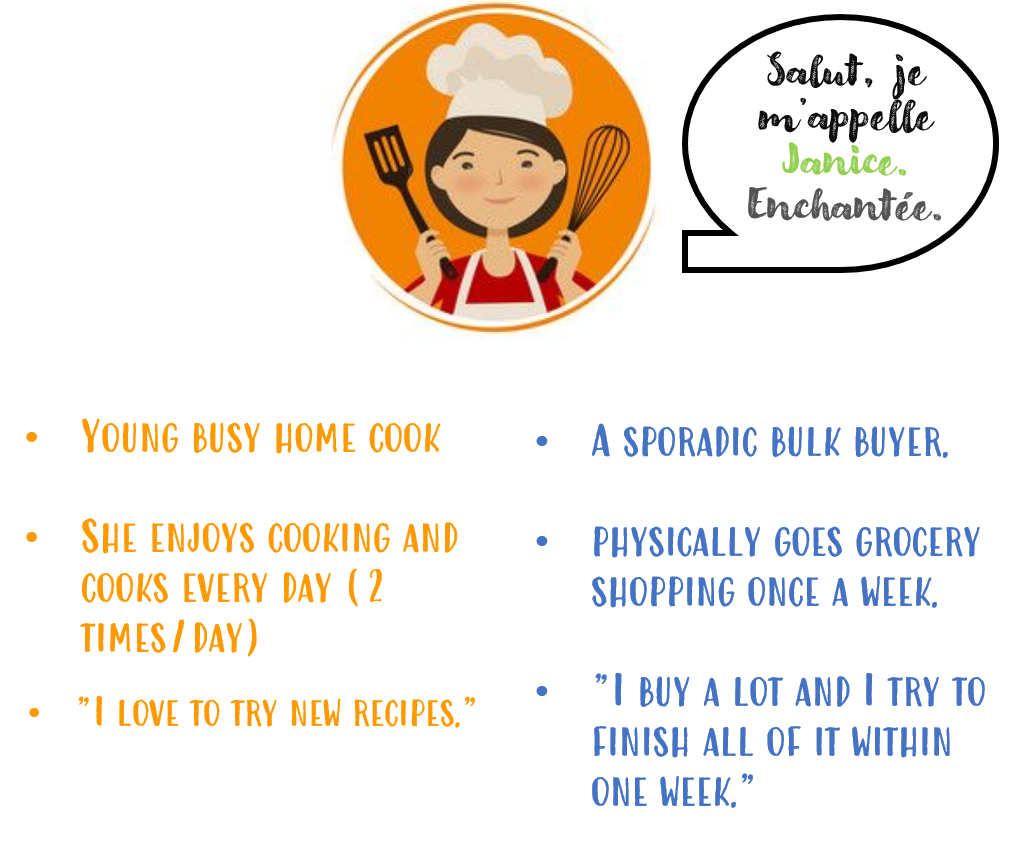 Salut, je
m'appelle
Janice.
Enchantée.
• Young busy home cook
• She enjoys cooking and
cooks every day ( 2
times/day)
• "I love to try new recipes."
• A sporadic bulk buyer.
• physically goes grocery
shopping once a week.
• "I buy a lot and I try to
finish all of it within
one week."